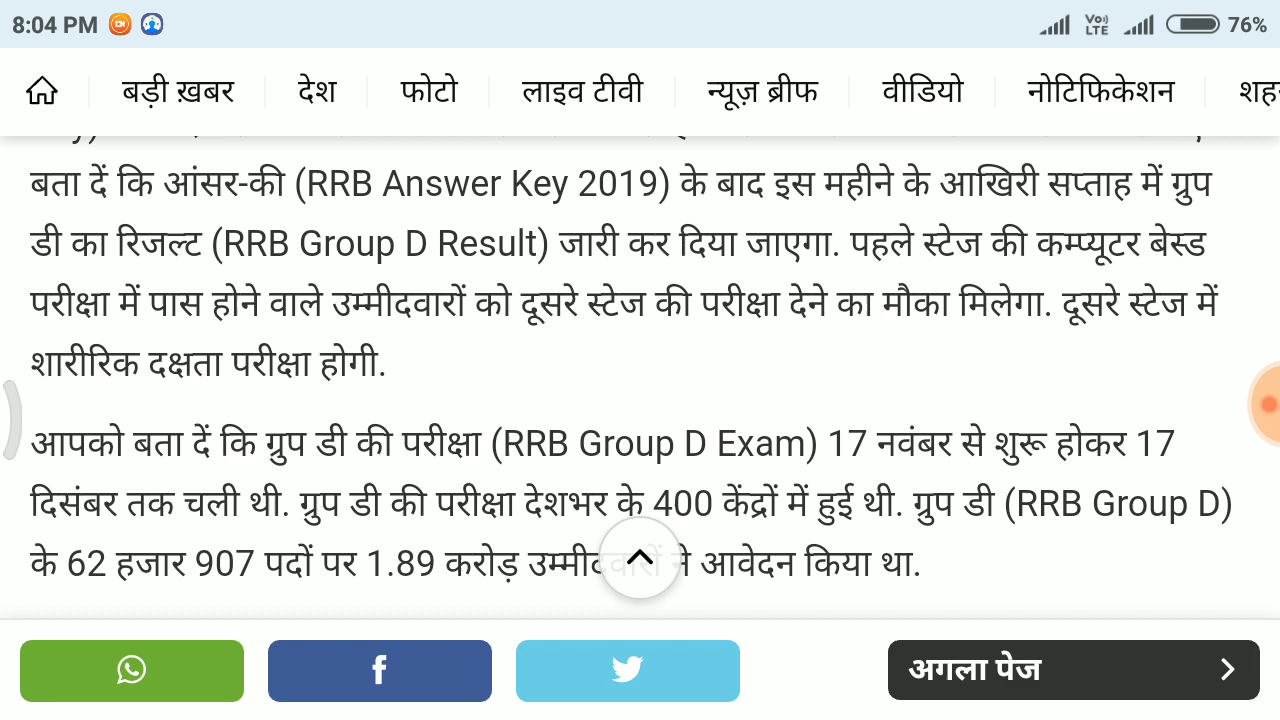 8:04 PM Vo) LTE 76%
बड़ी ख़बर देश फोटो लाइव टीवी न्यूज़ ब्रीफ वीडियो नोटिफिकेशन
बता दें कि आंसर-की (RRB Answer Key 2019) के बाद इस महीने के आखिरी सप्ताह में ग्रुप
डी का रिजल्ट (RRB Group D Result) जारी कर दिया जाएगा. पहले स्टेज की कम्प्यूटर बेस्ड
परीक्षा में पास होने वाले उम्मीदवारों को दूसरे स्टेज की परीक्षा देने का मौका मिलेगा. दूसरे स्टेज में
शारीरिक दक्षता परीक्षा होगी.
आपको बता दें कि ग्रुप डी की परीक्षा (RRB Group D Exam) 17 नवंबर से शुरू होकर 17
दिसंबर तक चली थी. ग्रुप डी की परीक्षा देशभर के 400 केंद्रों में हुई थी. ग्रुप डी (RRB Group D)
के 62 हजार 907 पदों पर 1.89 करोड़ उम्मीदवारों ने आवेदन किया था.
अगला पेज